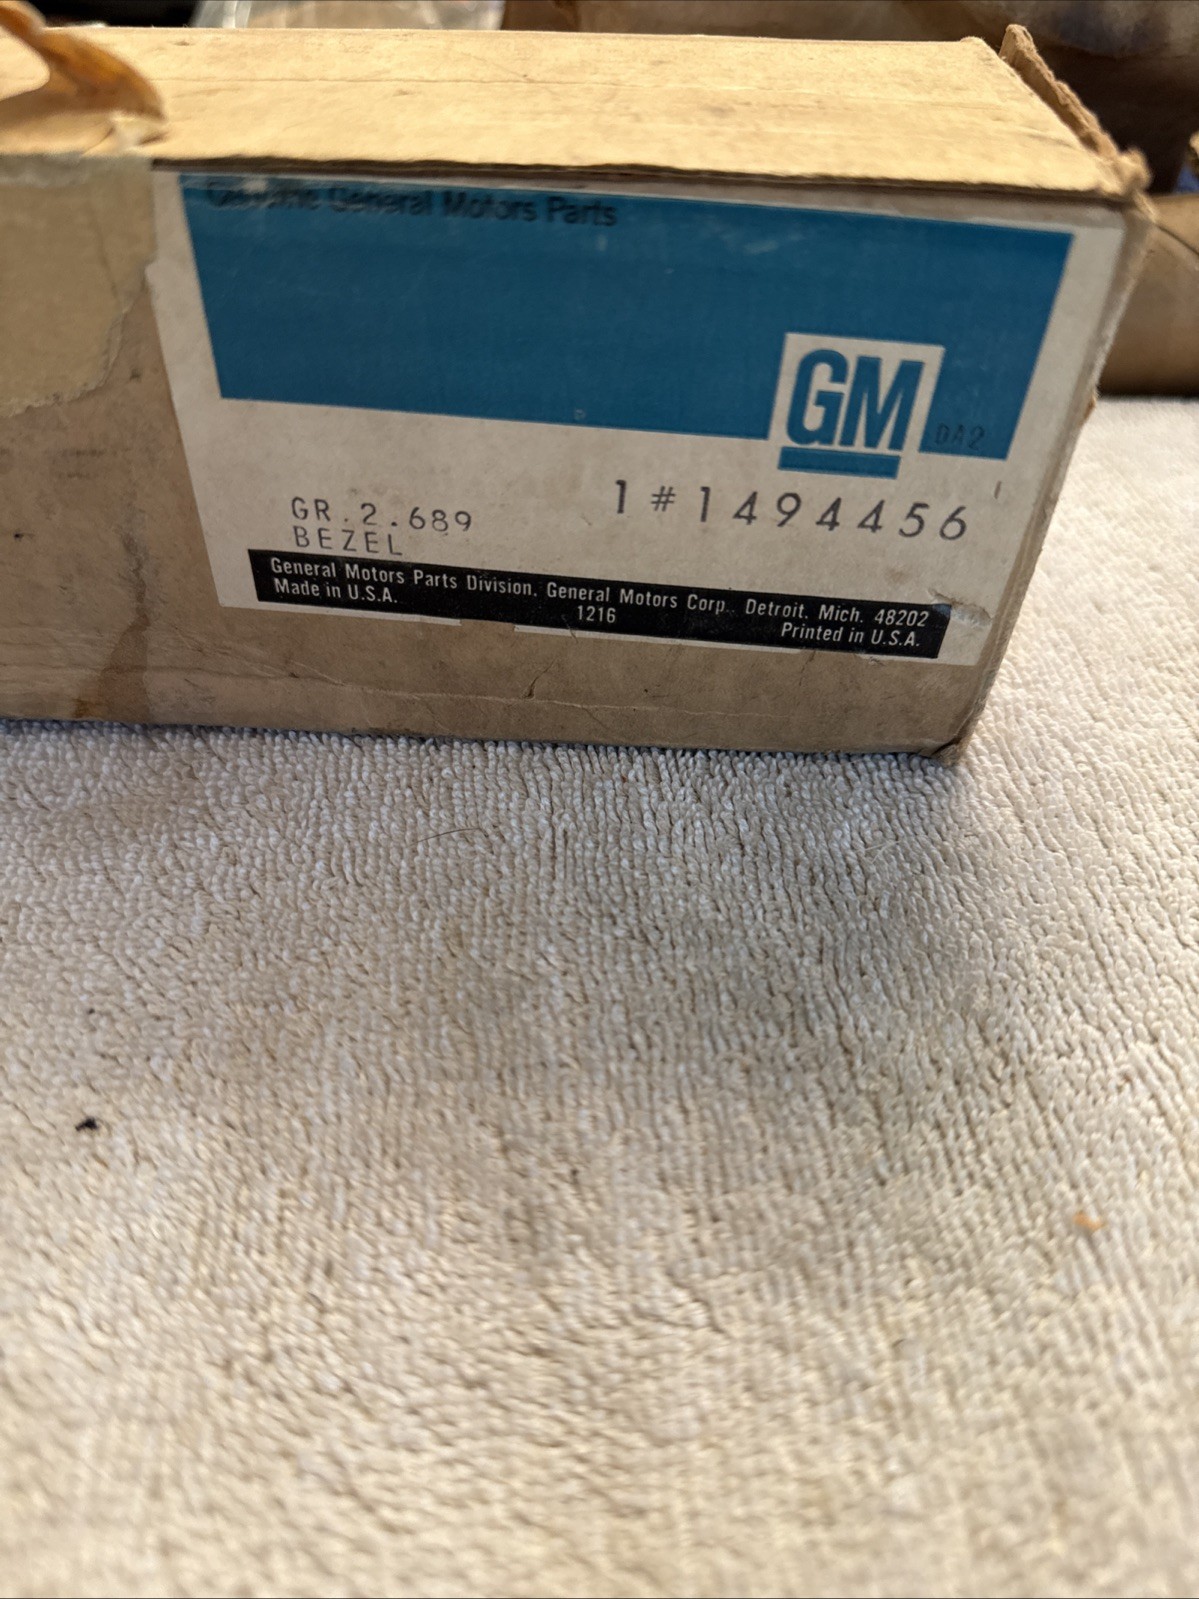 Genuine General Motors Parts
GM
DA2
1 # 1494456
GR. 2.689
BEZEL
General Motors Parts Division, General Motors Corp., Detroit, Mich. 48202
Made in U.S.A. 1216 Printed in U.S.A.